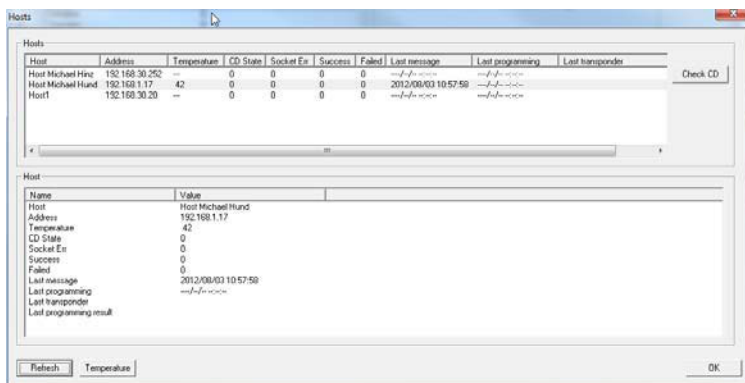 Hosts
Hosts
Host Address Temperature CD State Socket Err Success Failed Last message Last programming Last transponder
Host Michael Hinz 192.168.30.252 --- 0 0 0 0 ---/--/-- --:--:--  ---/--/-- --:--:--
Host Michael Hund 192.168.1.17 42 0 0 0 0 2012/08/03 10:57:58 ---/--/-- --:--:--
Host1 192.168.30.20 --- 0 0 0 0 ---/--/-- --:--:-- ---/--/-- --:--:--
Check CD
Host
Name Value
Host Host Michael Hund
Address 192.168.1.17
Temperature 42
CD State 0
Socket Err 0
Success 0
Failed 0
Last message 2012/08/03 10:57:58
Last programming ---/--/-- --:--:--
Last transponder
Last programming result
Refresh Temperature OK